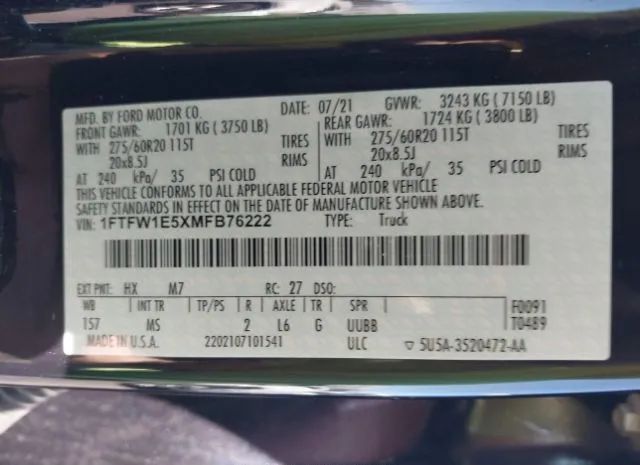 MFD. BY FORD MOTOR CO. DATE: 07/21 GVWR: 3243 KG ( 7150 LB)
FRONT GAWR: 1701 KG ( 3750 LB) REAR GAWR: 1724 KG ( 3800 LB)
WITH 275/60R20 115T TIRES WITH 275/60R20 115T TIRES
20x8.5J RIMS 20x8.5J RIMS
AT 240 kPa/ 35 PSI COLD AT 240 kPa/ 35 PSI COLD
THIS VEHICLE CONFORMS TO ALL APPLICABLE FEDERAL MOTOR VEHICLE
SAFETY STANDARDS IN EFFECT ON THE DATE OF MANUFACTURE SHOWN ABOVE.
VIN: 1FTFW1E5XMFB76222 TYPE: Truck
EXT PNT: HX M7 RC: 27 DSO:
WB INT TR TP/PS R AXLE TR SPR F0091
157 MS 2 L6 G UUBB T0489
MADE IN U.S.A. 2202107101541 ULC ▽ 5U5A-3520472-AA